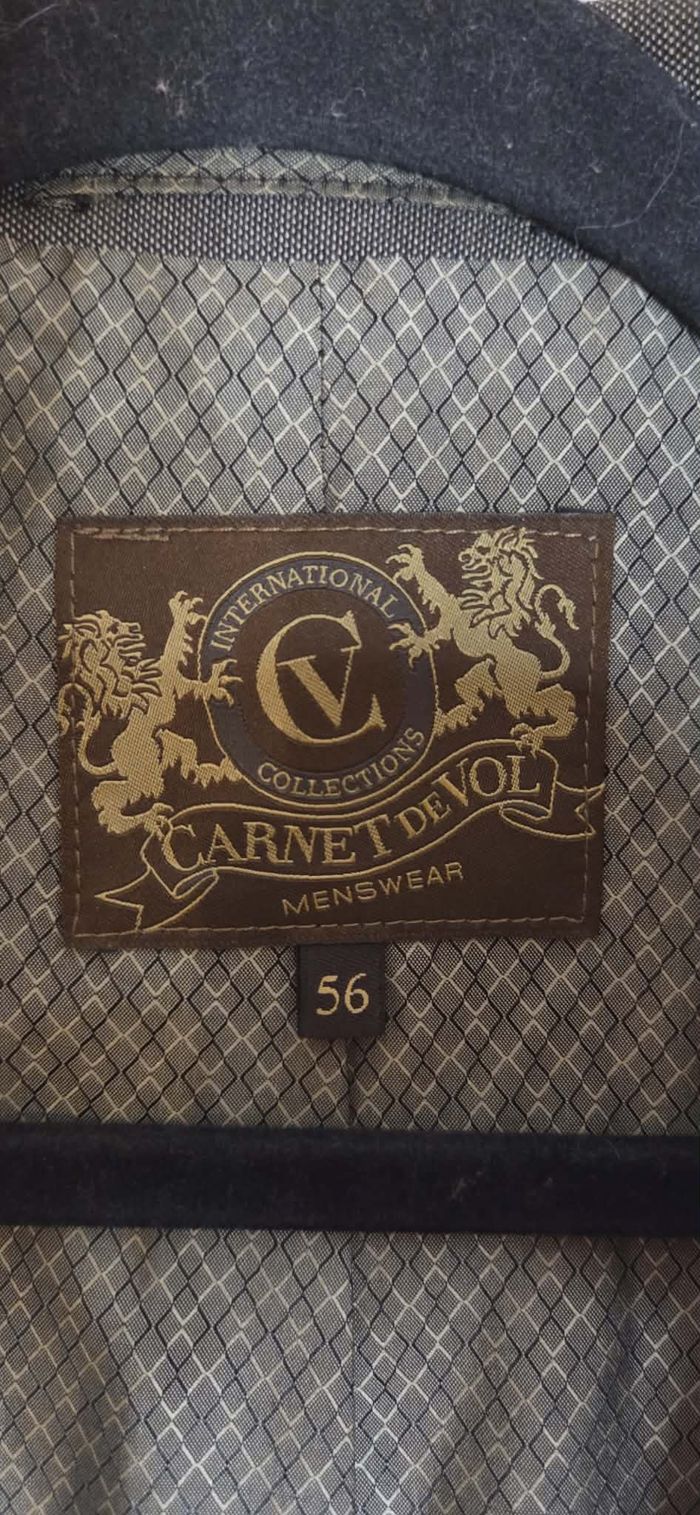 INTERNATIONAL
CV
COLLECTIONS
CARNET DE VOL
MENSWEAR
56